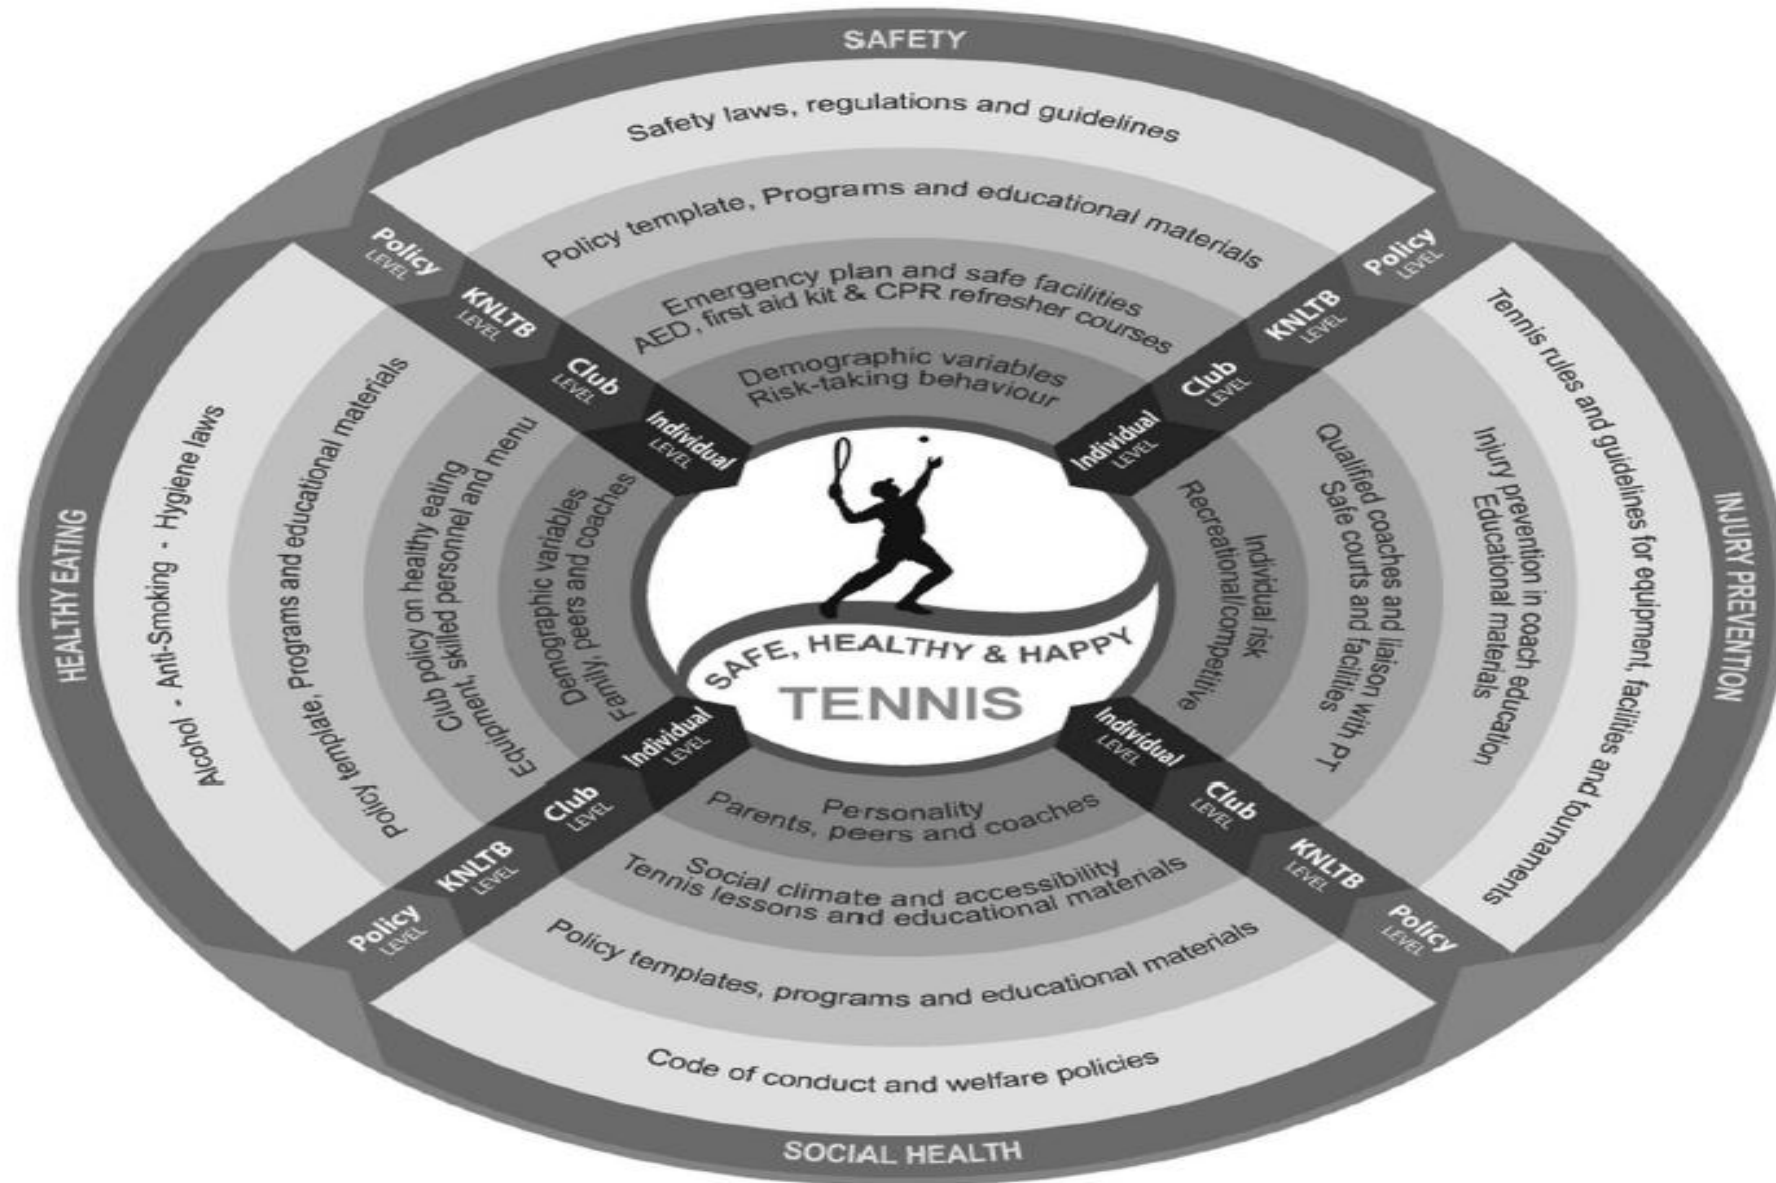 SAFETY
Safety laws, regulations and guidelines
Policy template, Programs and educational materials
Emergency plan and safe facilities
AED, first aid kit & CPR refresher courses
Demographic variables
Risk-taking behaviour
Policy
LEVEL
KNLTB
LEVEL
Club
LEVEL
Individual
LEVEL
Policy
LEVEL
KNLTB
LEVEL
Club
LEVEL
Individual
LEVEL
HEALTHY EATING
Alcohol - Anti-Smoking - Hygiene laws
Policy template, Programs and educational materials
Club policy on healthy eating
Equipment, skilled personnel and menu
Demographic variables
Family, peers and coaches
SAFE, HEALTHY & HAPPY
TENNIS
INJURY PREVENTION
Tennis rules and guidelines for equipment, facilities and tournaments
Injury prevention in coach education
Educational materials
Qualified coaches and liaison with PT
Safe courts and facilities
Individual risk
Recreational/competitive
Individual
LEVEL
Club
LEVEL
KNLTB
LEVEL
Policy
LEVEL
Individual
LEVEL
Club
LEVEL
KNLTB
LEVEL
Policy
LEVEL
Personality
Parents, peers and coaches
Social climate and accessibility
Tennis lessons and educational materials
Policy templates, programs and educational materials
Code of conduct and welfare policies
SOCIAL HEALTH